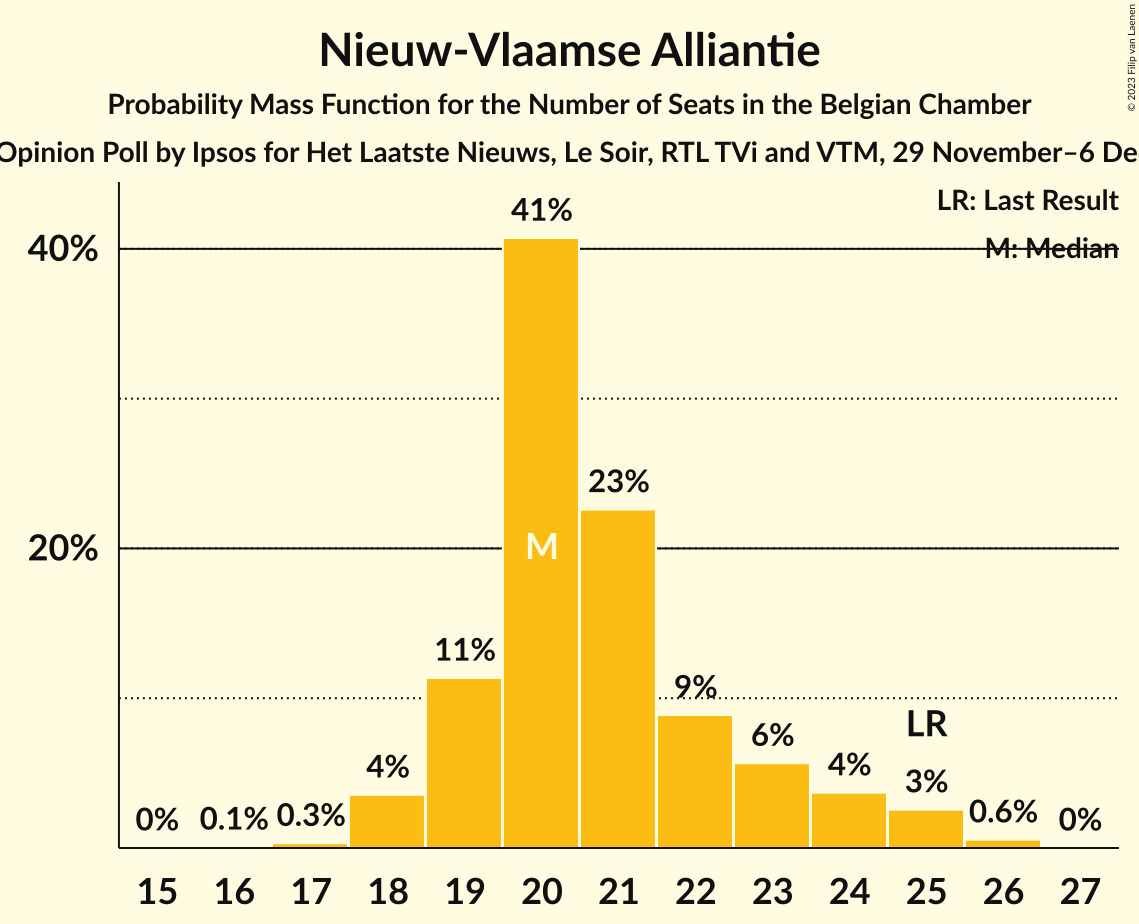 Nieuw-Vlaamse Alliantie
Probability Mass Function for the Number of Seats in the Belgian Chamber
Opinion Poll by Ipsos for Het Laatste Nieuws, Le Soir, RTL TVi and VTM, 29 November–6 De
© 2023 Filip van Laenen
LR: Last Result
M: Median
41%
40%
23%
M
20%
11%
9%
LR
6%
4%
4%
3%
0%
0.1%
0.3%
0.6%
0%
15 16 17 18 19 20 21 22 23 24 25 26 27